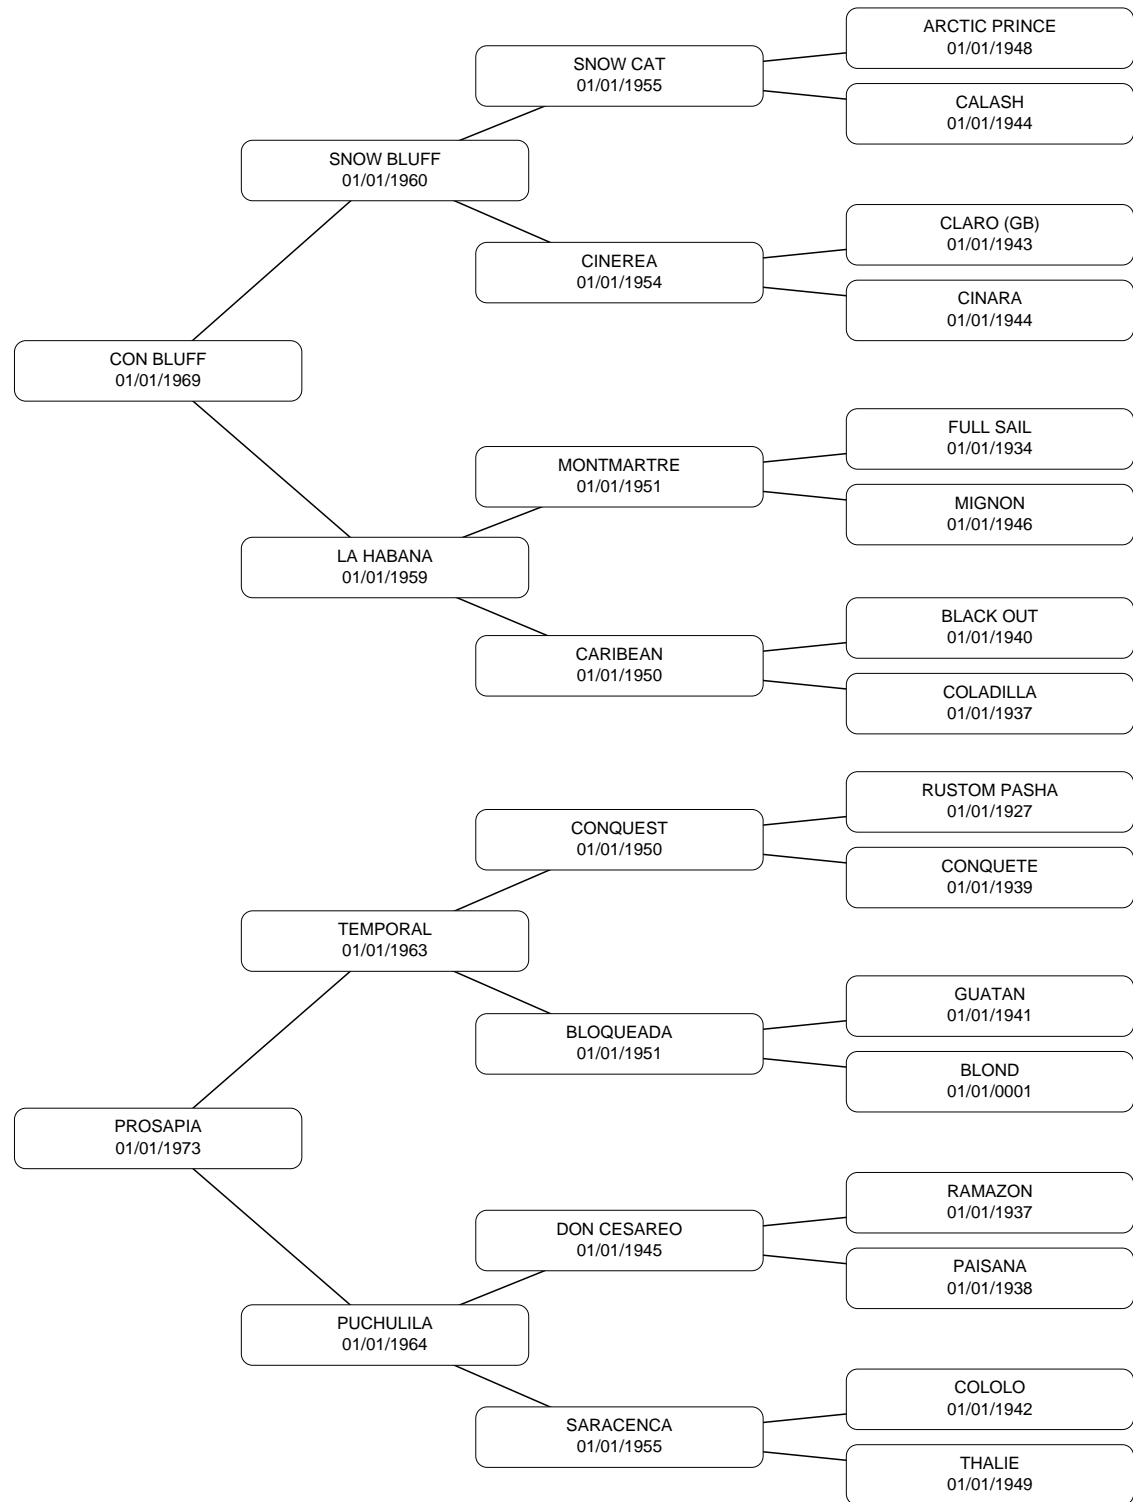 ARCTIC PRINCE
01/01/1948
SNOW CAT
01/01/1955
CALASH
01/01/1944
SNOW BLUFF
01/01/1960
CLARO (GB)
01/01/1943
CINEREA
01/01/1954
CINARA
01/01/1944
CON BLUFF
01/01/1969
FULL SAIL
01/01/1934
MONTMARTRE
01/01/1951
MIGNON
01/01/1946
LA HABANA
01/01/1959
BLACK OUT
01/01/1940
CARIBEAN
01/01/1950
COLADILLA
01/01/1937
RUSTOM PASHA
01/01/1927
CONQUEST
01/01/1950
CONQUETE
01/01/1939
TEMPORAL
01/01/1963
GUATAN
01/01/1941
BLOQUEADA
01/01/1951
BLOND
01/01/0001
PROSAPIA
01/01/1973
RAMAZON
01/01/1937
DON CESAREO
01/01/1945
PAISANA
01/01/1938
PUCHULILA
01/01/1964
COLOLO
01/01/1942
SARACENCA
01/01/1955
THALIE
01/01/1949